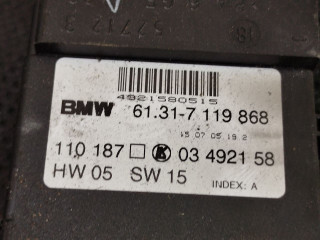 4921580515
BMW 61.31-7 119 868
15 07 05 19 2
110 187 K 03 4921 58
HW 05 SW 15 INDEX: A